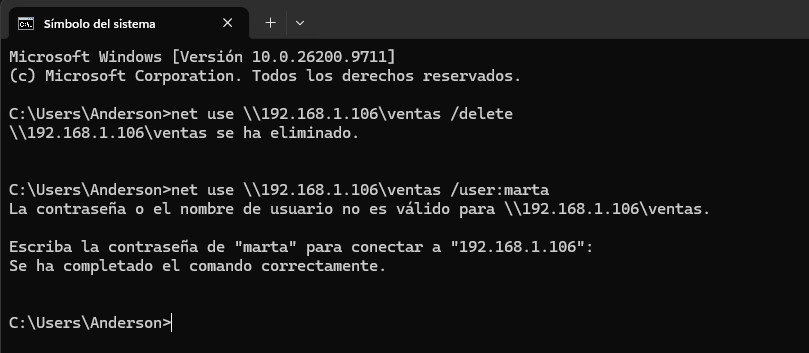 Símbolo del sistema
Microsoft Windows [Versión 10.0.26200.9711]
(c) Microsoft Corporation. Todos los derechos reservados.
C:\Users\Anderson>net use \\192.168.1.106\ventas /delete
\\192.168.1.106\ventas se ha eliminado.
C:\Users\Anderson>net use \\192.168.1.106\ventas /user:marta
La contraseña o el nombre de usuario no es válido para \\192.168.1.106\ventas.
Escriba la contraseña de "marta" para conectar a "192.168.1.106":
Se ha completado el comando correctamente.
C:\Users\Anderson>